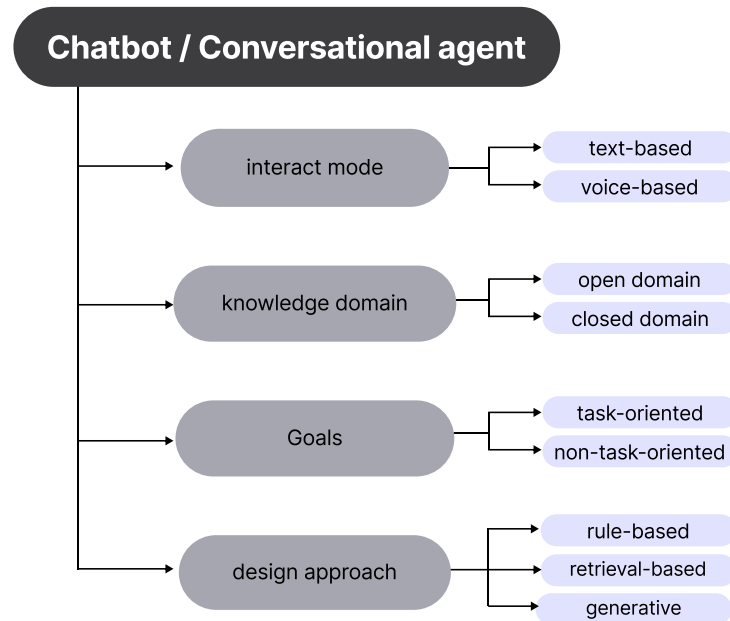 Chatbot / Conversational agent
interact mode
text-based
voice-based
knowledge domain
open domain
closed domain
Goals
task-oriented
non-task-oriented
design approach
rule-based
retrieval-based
generative